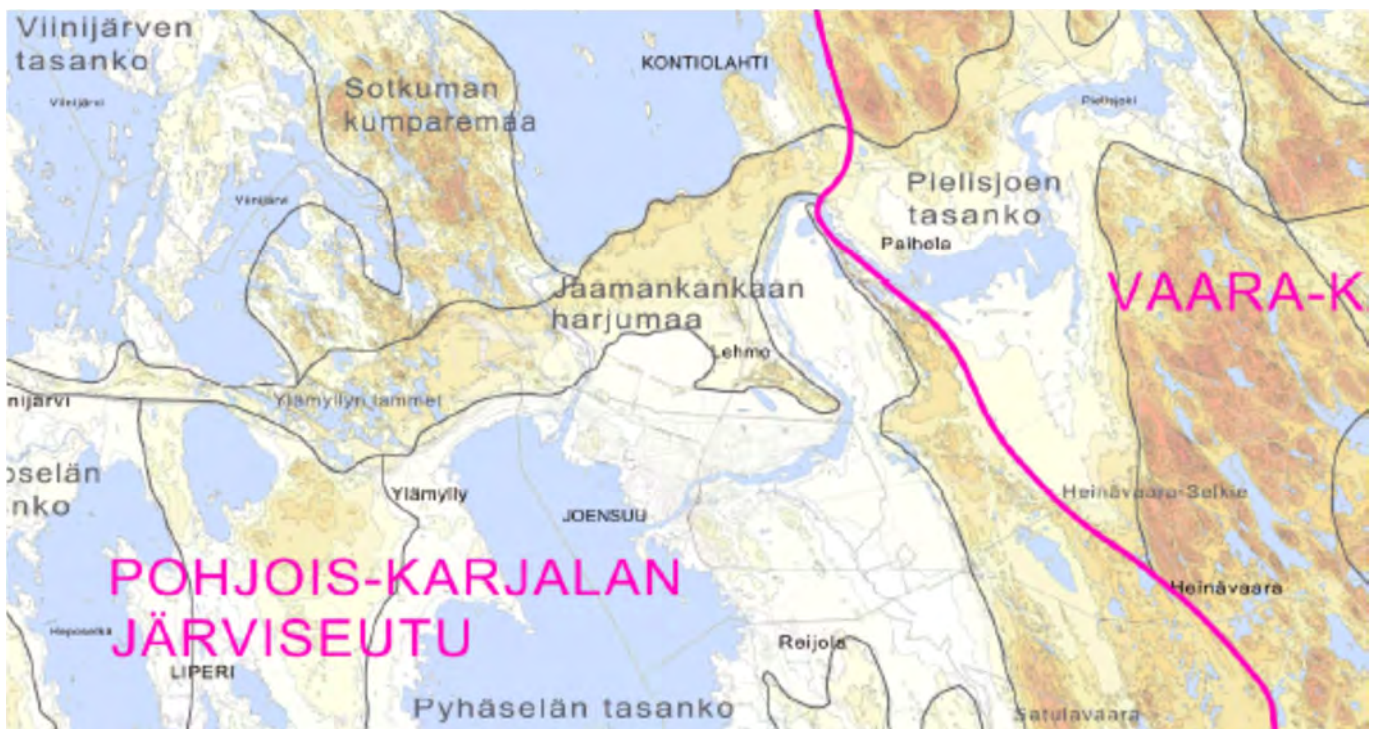 Viinijärven
tasanko
Viinijärvi
Sotkuman
kumparemaa
KONTIOLAHTI
Pielisjoki
Viinijärvi
Pielisjoen
tasanko
Paihola
VAARA-K
Jaamankankaan
harjumaa
Lehmo
nijärvi
Ylämyllyn tammet
oselän
nko
Ylämylly
JOENSUU
Heinävaara-Selkie
POHJOIS-KARJALAN
JÄRVISEUTU
Heinävaara
Heposelkä
LIPERI
Reijola
Pyhäselän tasanko
Satulavaara